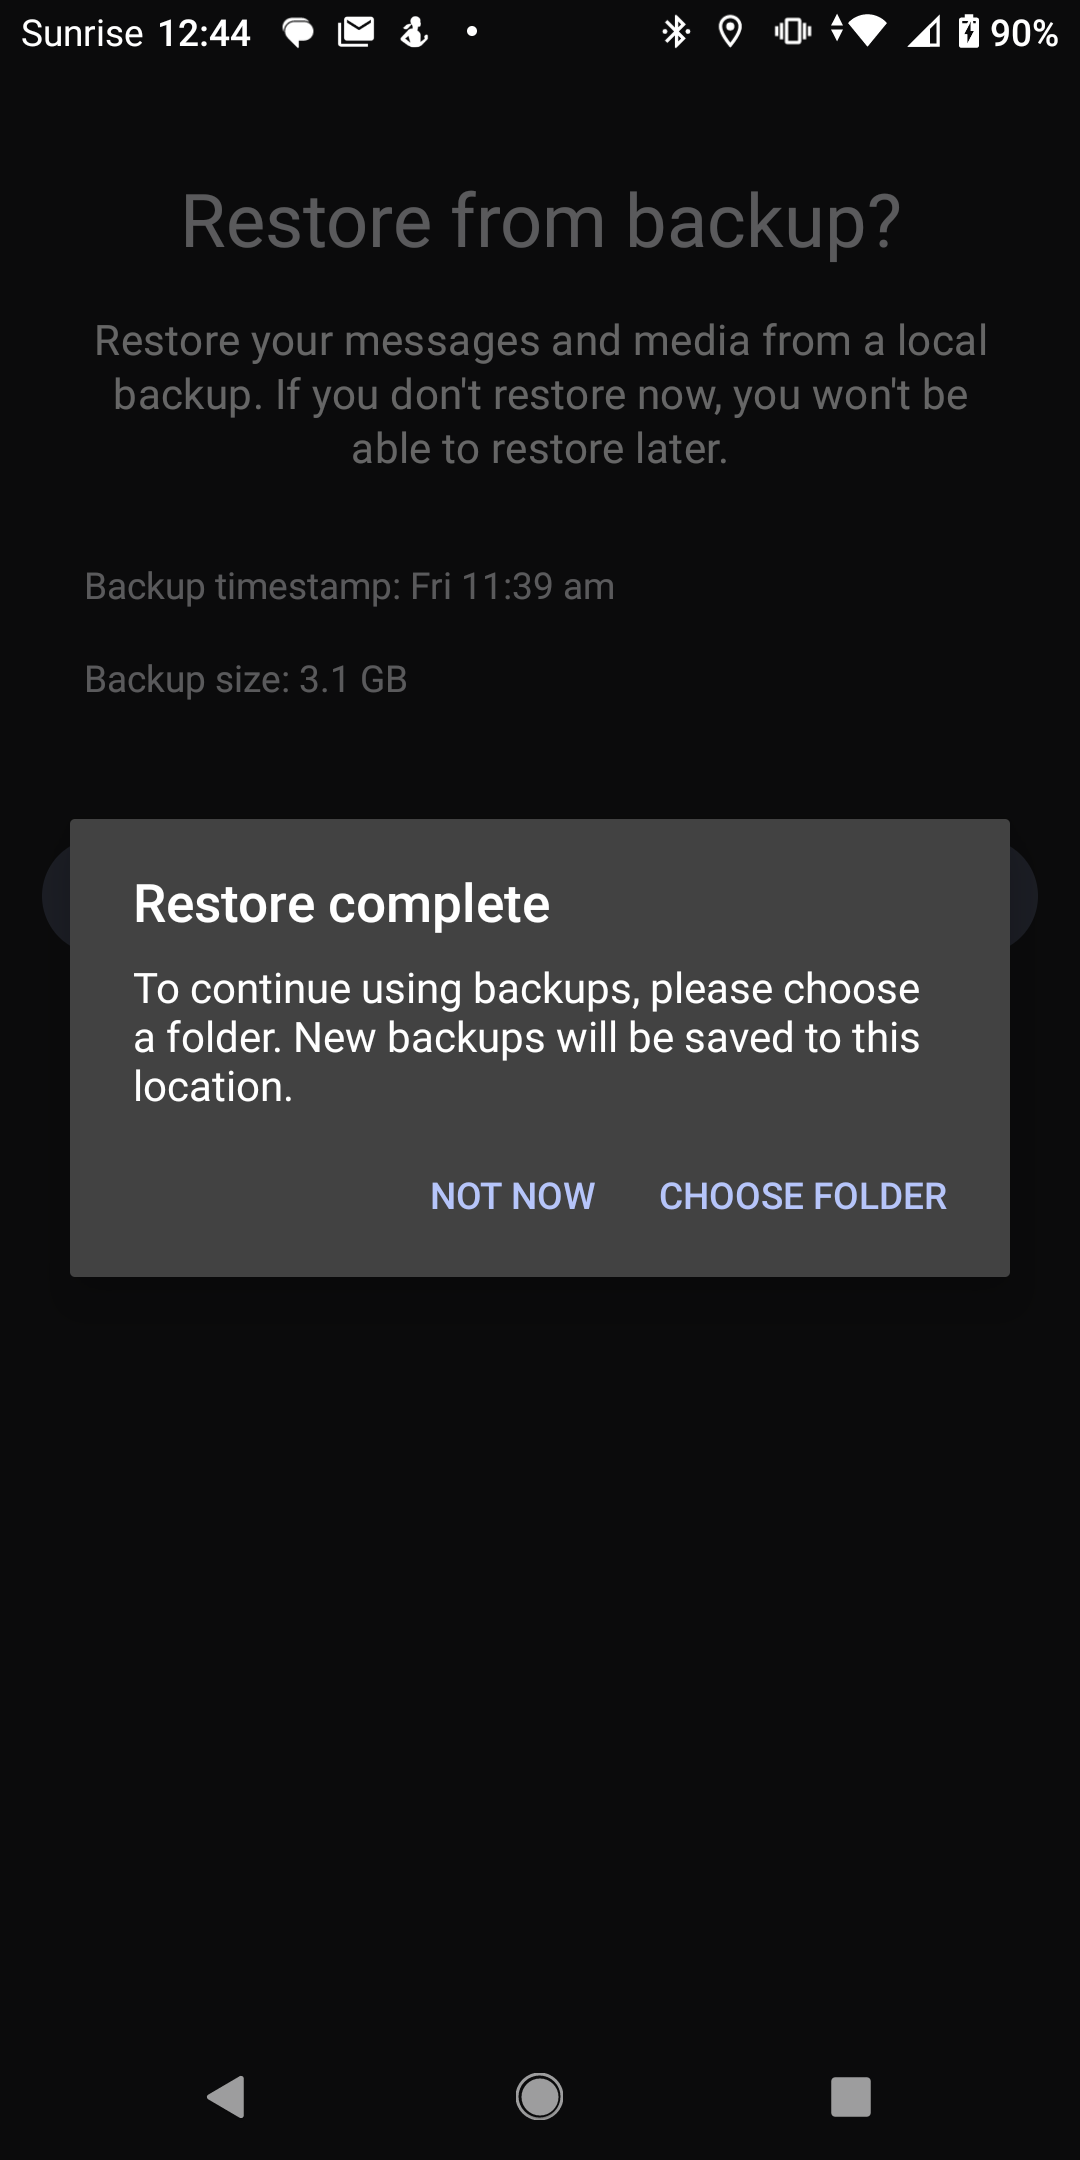 Sunrise 12:44 90%
Restore from backup?
Restore your messages and media from a local
backup. If you don't restore now, you won't be
able to restore later.
Backup timestamp: Fri 11:39 am
Backup size: 3.1 GB
Restore complete
To continue using backups, please choose
a folder. New backups will be saved to this
location.
NOT NOW CHOOSE FOLDER